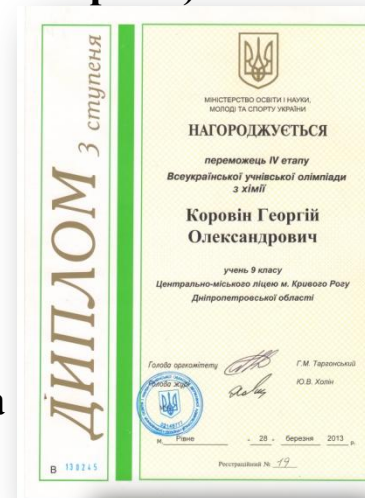 ДИПЛОМ 3 ступеня
МІНІСТЕРСТВО ОСВІТИ І НАУКИ,
МОЛОДІ ТА СПОРТУ УКРАЇНИ
НАГОРОДЖУЄТЬСЯ
переможець IV етапу
Всеукраїнської учнівської олімпіади
з хімії
Коровін Георгій
Олександрович
учень 9 класу
Центрально-міського ліцею м. Кривого Рогу
Дніпропетровської області
Голова оргкомітету Г.М. Таргонський
Голова журі Ю.В. Холін
м. Рівне « 28 » березня 2013 р.
Реєстраційний № 19
В 138245
а